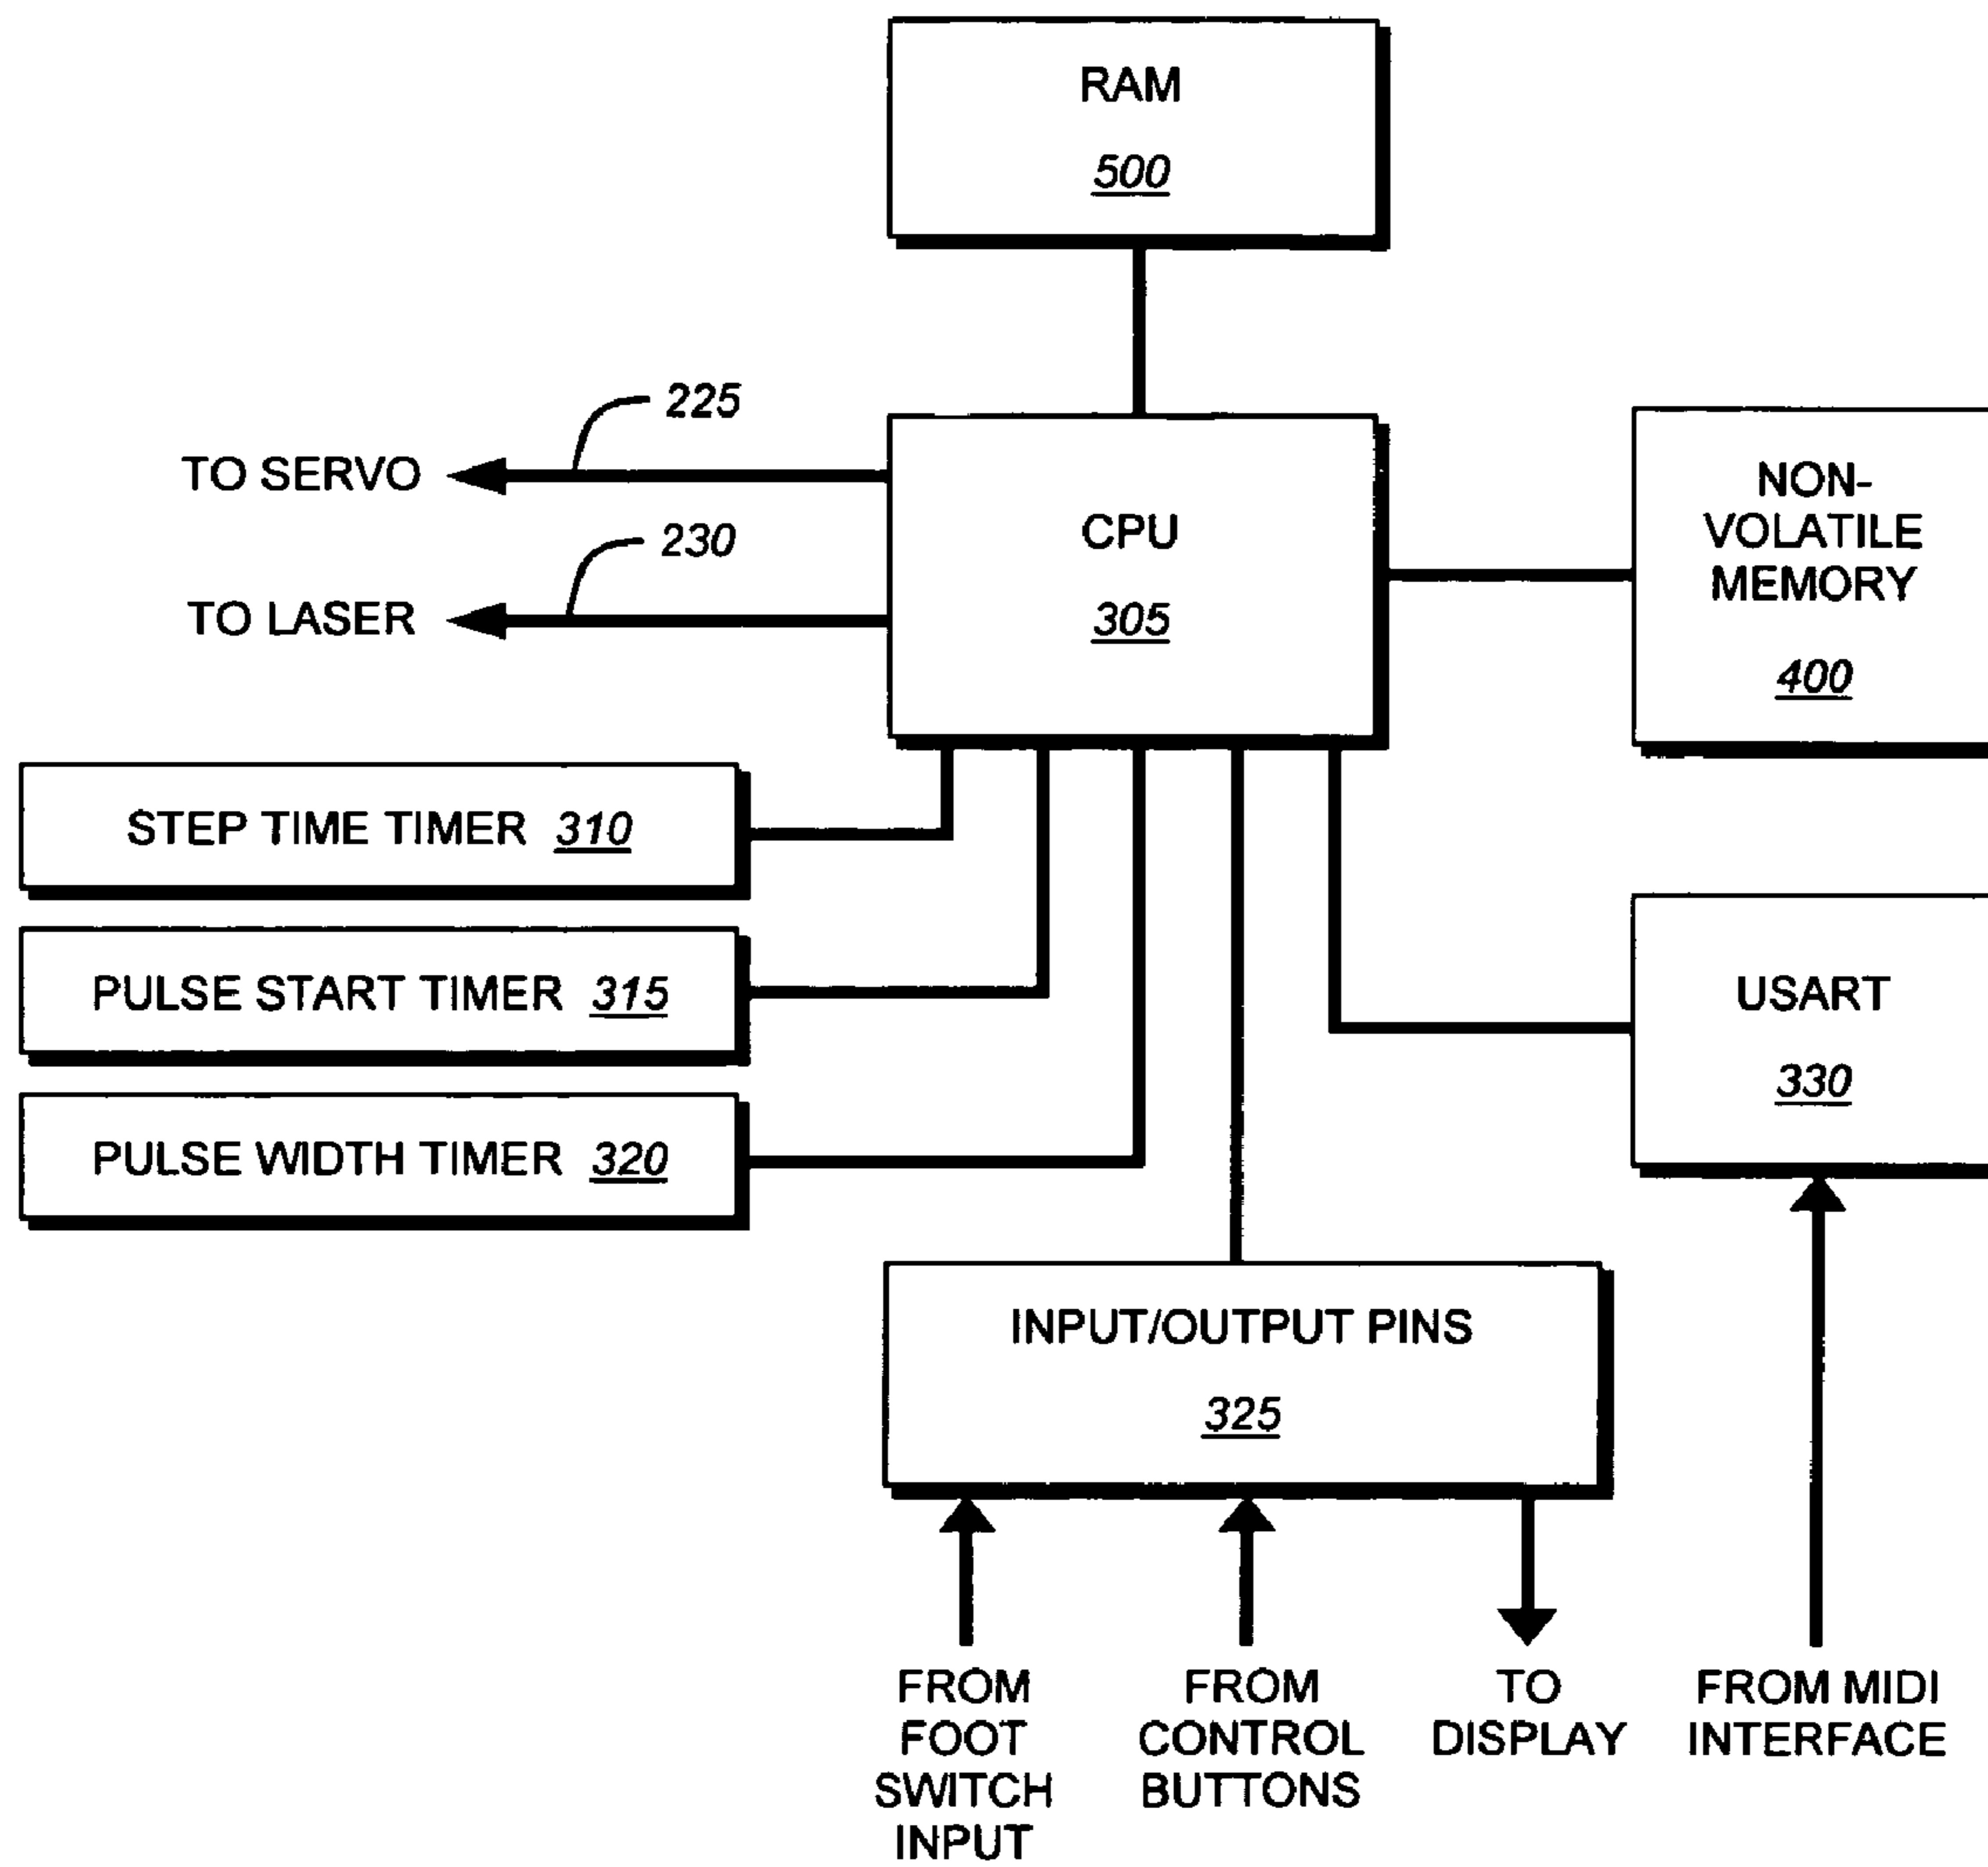 RAM
500
225
TO SERVO
230
TO LASER
CPU
305
NON-
VOLATILE
MEMORY
400
STEP TIME TIMER 310
PULSE START TIMER 315
PULSE WIDTH TIMER 320
USART
330
INPUT/OUTPUT PINS
325
FROM
FOOT
SWITCH
INPUT
FROM
CONTROL
BUTTONS
TO
DISPLAY
FROM MIDI
INTERFACE